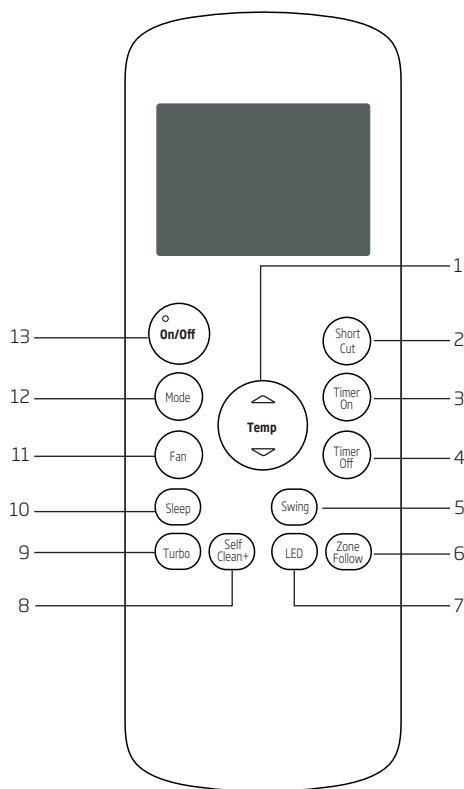 1
13
On/Off
Short
Cut
2
12
Mode
Temp
Timer
On
3
11
Fan
Timer
Off
4
10
Sleep
Swing
5
9
Turbo
Self
Clean+
LED
Zone
Follow
6
8
7